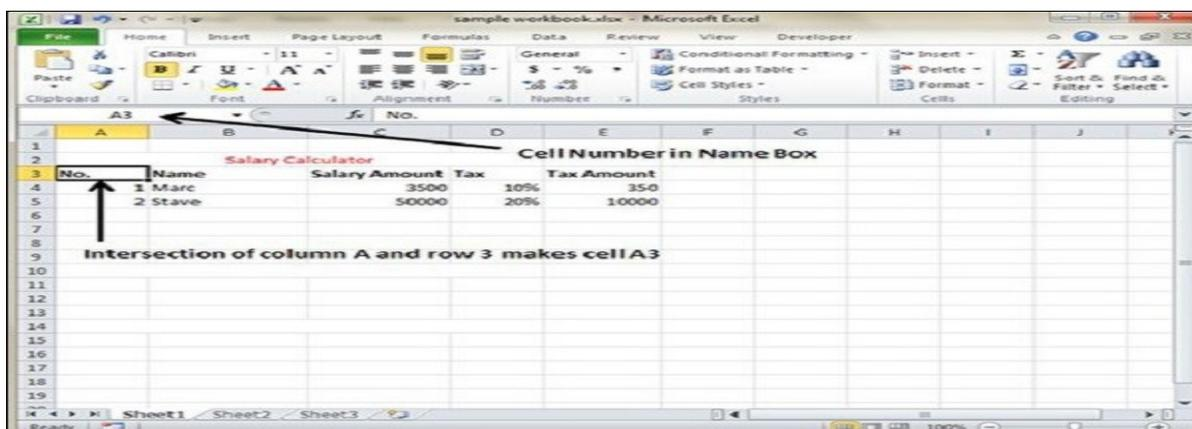 sample workbook.xlsx - Microsoft Excel
File Home Insert Page Layout Formulas Data Review View Developer
Calibri 11 General Conditional Formatting Insert Σ
Paste B I U A A $ % , Format as Table Delete Sort & Find &
Cell Styles Format Filter Select
Clipboard Font Alignment Number Styles Cells Editing
A3 fx No.
A B C D E F G H I J
1 Cell Number in Name Box
2 Salary Calculator
3 No. Name Salary Amount Tax Tax Amount
4 1 Marc 3500 10% 350
5 2 Stave 50000 20% 10000
6
7
8
9 Intersection of column A and row 3 makes cell A3
10
11
12
13
14
15
16
17
18
19
Sheet1 Sheet2 Sheet3
Ready 100%